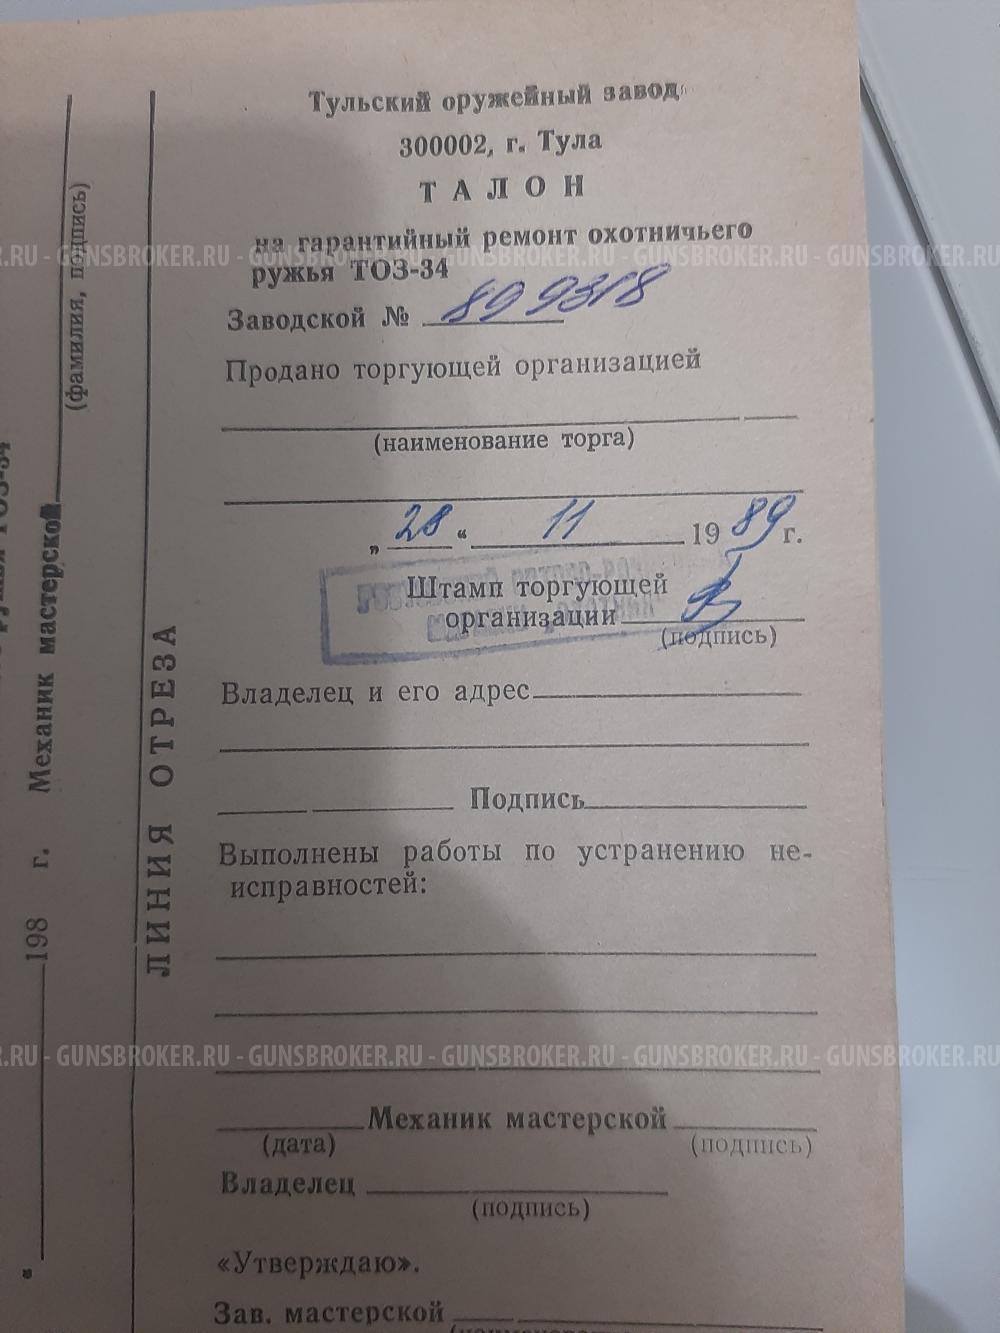 Тульский оружейный завод
300002, г. Тула
ТАЛОН
на гарантийный ремонт охотничьего
ружья ТОЗ-34
Заводской № 899318
Продано торгующей организацией
(наименование торга)
„ 28 “ 11 1989 г.
Штамп торгующей
организации
(подпись)
Владелец и его адрес
Подпись
Выполнены работы по устранению не-
исправностей:
Механик мастерской
(дата) (подпись)
Владелец
(подпись)
«Утверждаю».
Зав. мастерской
ЛИНИЯ ОТРЕЗА
(фамилия, подпись)
198 г. Механик мастерской
ТОЗ-34
GUNSBROKER.RU - GUNSBROKER.RU - GUNSBROKER.RU - GUNSBROKER.RU - GUNSBROKER.RU
GUNSBROKER.RU - GUNSBROKER.RU - GUNSBROKER.RU - GUNSBROKER.RU - GUNSBROKER.RU